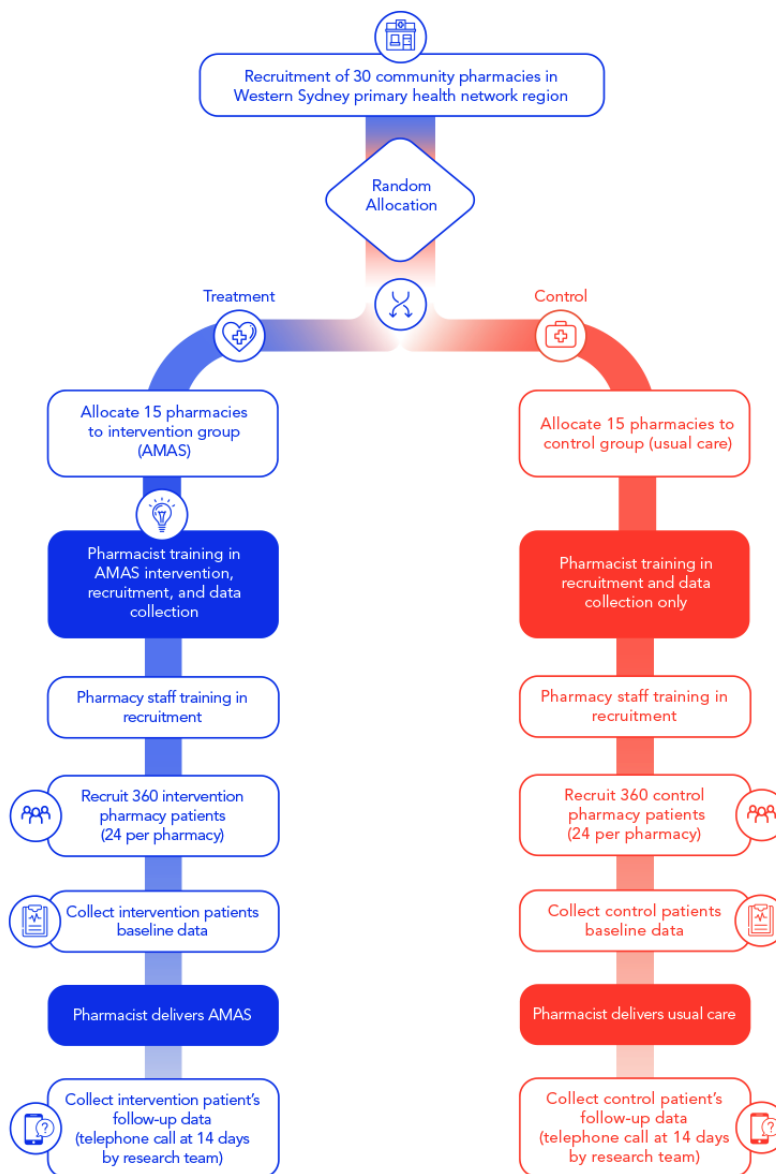 Recruitment of 30 community pharmacies in
Western Sydney primary health network region
Random
Allocation
Treatment
Control
Allocate 15 pharmacies
to intervention group
(AMAS)
Allocate 15 pharmacies to
control group (usual care)
Pharmacist training in
AMAS intervention,
recruitment, and data
collection
Pharmacist training in
recruitment and data
collection only
Pharmacy staff training in
recruitment
Pharmacy staff training in
recruitment
Recruit 360 intervention
pharmacy patients
(24 per pharmacy)
Recruit 360 control
pharmacy patients
(24 per pharmacy)
Collect intervention patients
baseline data
Collect control patients
baseline data
Pharmacist delivers AMAS
Pharmacist delivers usual care
Collect intervention patient's
follow-up data
(telephone call at 14 days
by research team)
Collect control patient's
follow-up data
(telephone call at 14 days
by research team)